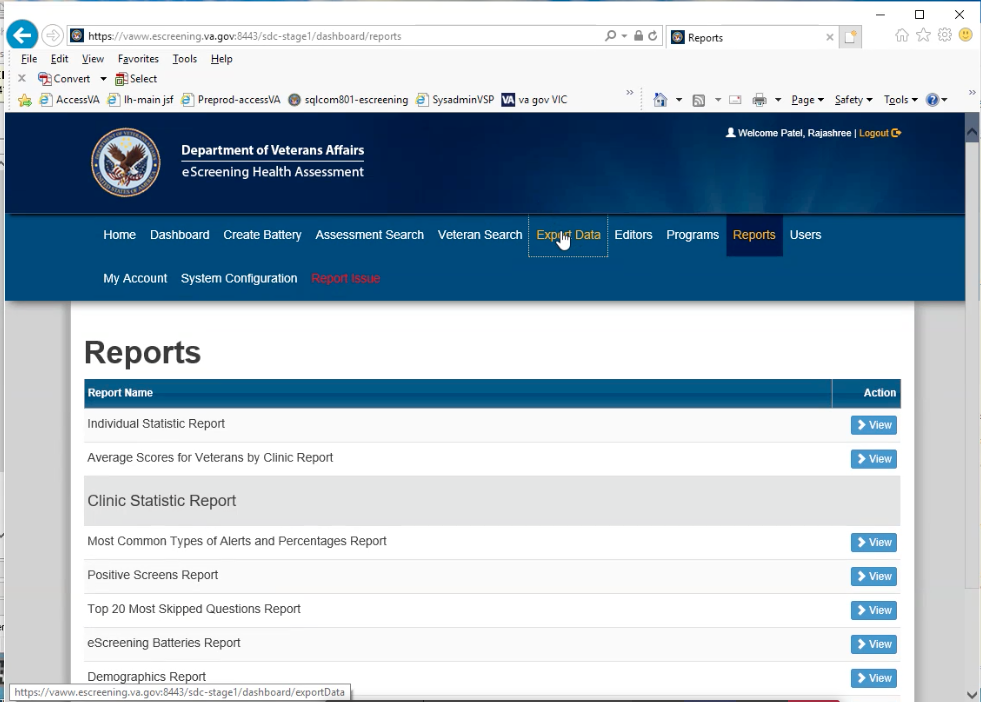 https://vaww.escreening.va.gov:8443/sdc-stage1/dashboard/reports
Reports
File Edit View Favorites Tools Help
Convert Select
AccessVA lh-main jsf Preprod-accessVA sqlcom801-escreening SysadminVSP VA va gov VIC Page Safety Tools
Welcome Patel, Rajashree | Logout
Department of Veterans Affairs
eScreening Health Assessment
Home Dashboard Create Battery Assessment Search Veteran Search Export Data Editors Programs Reports Users
My Account System Configuration Report Issue
Reports
Report Name Action
Individual Statistic Report View
Average Scores for Veterans by Clinic Report View
Clinic Statistic Report
Most Common Types of Alerts and Percentages Report View
Positive Screens Report View
Top 20 Most Skipped Questions Report View
eScreening Batteries Report View
Demographics Report View
https://vaww.escreening.va.gov:8443/sdc-stage1/dashboard/exportData